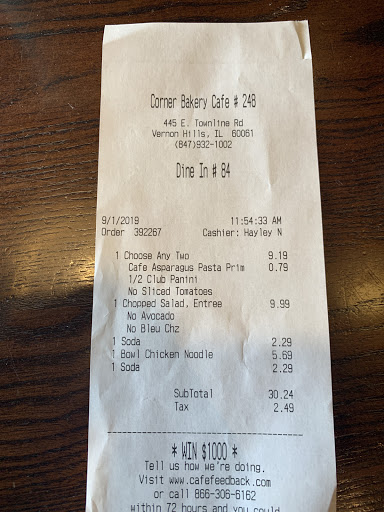 Corner Bakery Cafe # 248
445 E. Townline Rd
Vernon Hills, IL 60061
(847)932-1002
Dine In # 84
9/1/2019 11:54:33 AM
Order 392267 Cashier: Hayley N
1 Choose Any Two 9.19
Cafe Asparagus Pasta Prim 0.79
1/2 Club Panini
No Sliced Tomatoes
1 Chopped Salad, Entree 9.99
No Avocado
No Bleu Chz
1 Soda 2.29
1 Bowl Chicken Noodle 5.69
1 Soda 2.29
SubTotal 30.24
Tax 2.49
* WIN $1000 *
Tell us how we're doing.
Visit www.cafefeedback.com
or call 866-306-6162
within 72 hours and you could